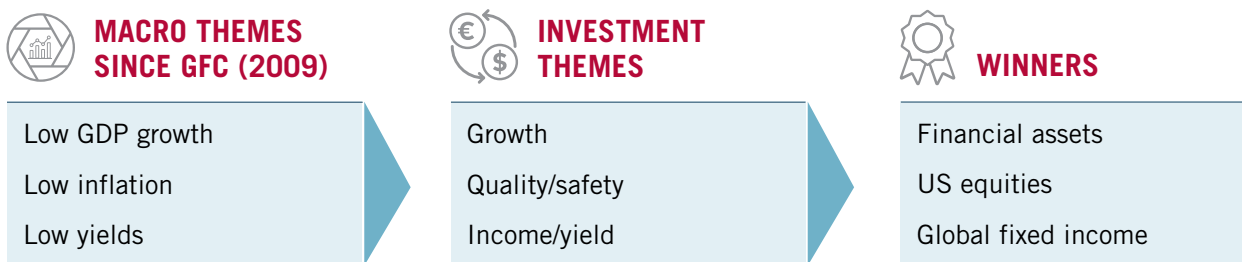 MACRO THEMES
SINCE GFC (2009)
Low GDP growth
Low inflation
Low yields
€
$
INVESTMENT
THEMES
Growth
Quality/safety
Income/yield
WINNERS
Financial assets
US equities
Global fixed income